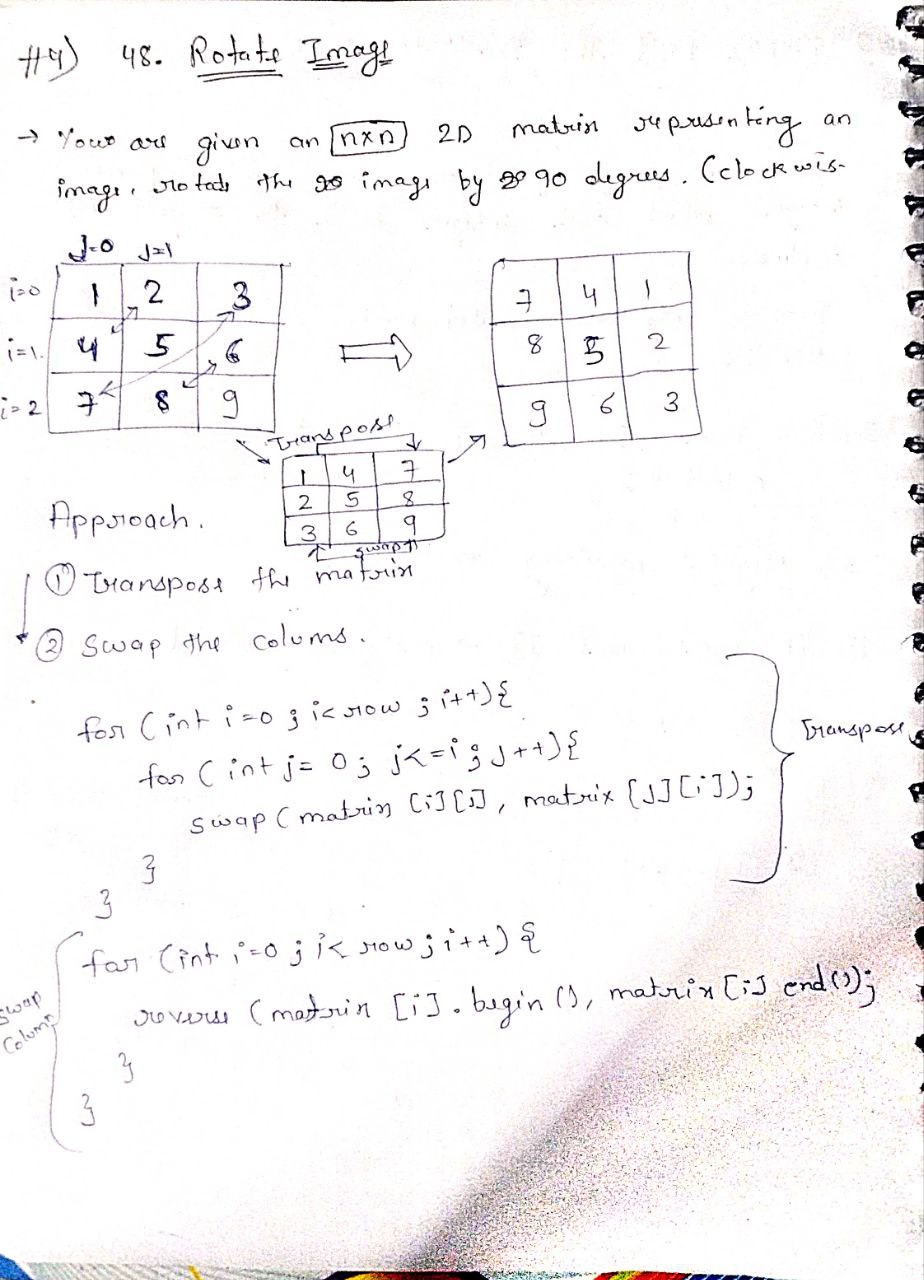 #4) 48. Rotate Image
→ Your are given an n×n 2D matrix representing an
image, rotate the image by 90 degrees. (clockwis-
J=0 J=1
i=0 1 2 3
i=1. 4 5 6
i=2 7 8 9
⇒
7 4 1
8 5 2
9 6 3
Transpose
1 4 7
2 5 8
3 6 9
swap
Approach.
① Transpose the matrix
② Swap the colums.
for (int i=0; i<row; i++){
for (int j=0; j<=i; J++){
swap (matrix [i][J], matrix [J][i]);
}
}
Transpose
for (int i=0; i< row; i++) {
reverse (matrix [i].begin(), matrix [i] end());
}
}
Swap
Column